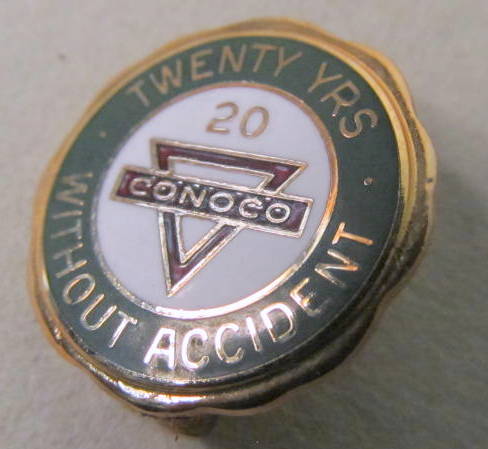 TWENTY YRS
20
CONOCO
WITHOUT ACCIDENT